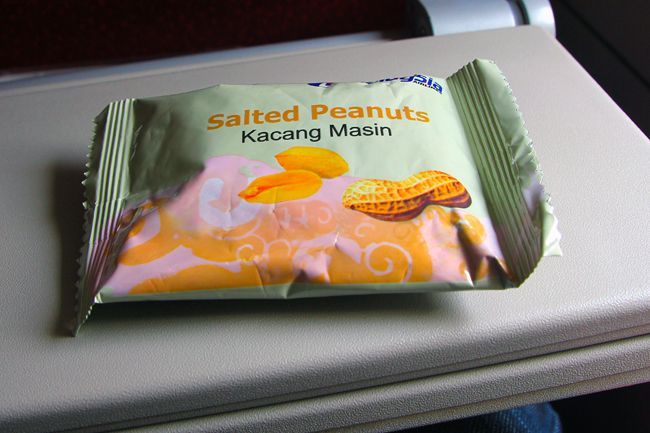 Salted Peanuts
Kacang Masin